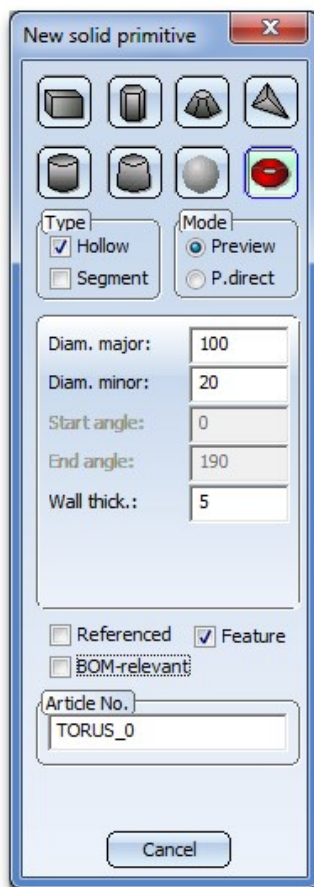 New solid primitive
Type
Mode
Hollow
Preview
Segment
P.direct
Diam. major: 100
Diam. minor: 20
Start angle: 0
End angle: 190
Wall thick.: 5
Referenced Feature
BOM-relevant
Article No.
TORUS_0
Cancel